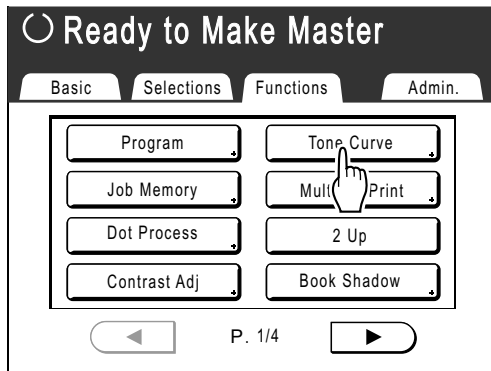 Ready to Make Master
Basic Selections Functions Admin.
Program Tone Curve
Job Memory Print
Dot Process 2 Up
Contrast Adj Book Shadow
P. 1/4